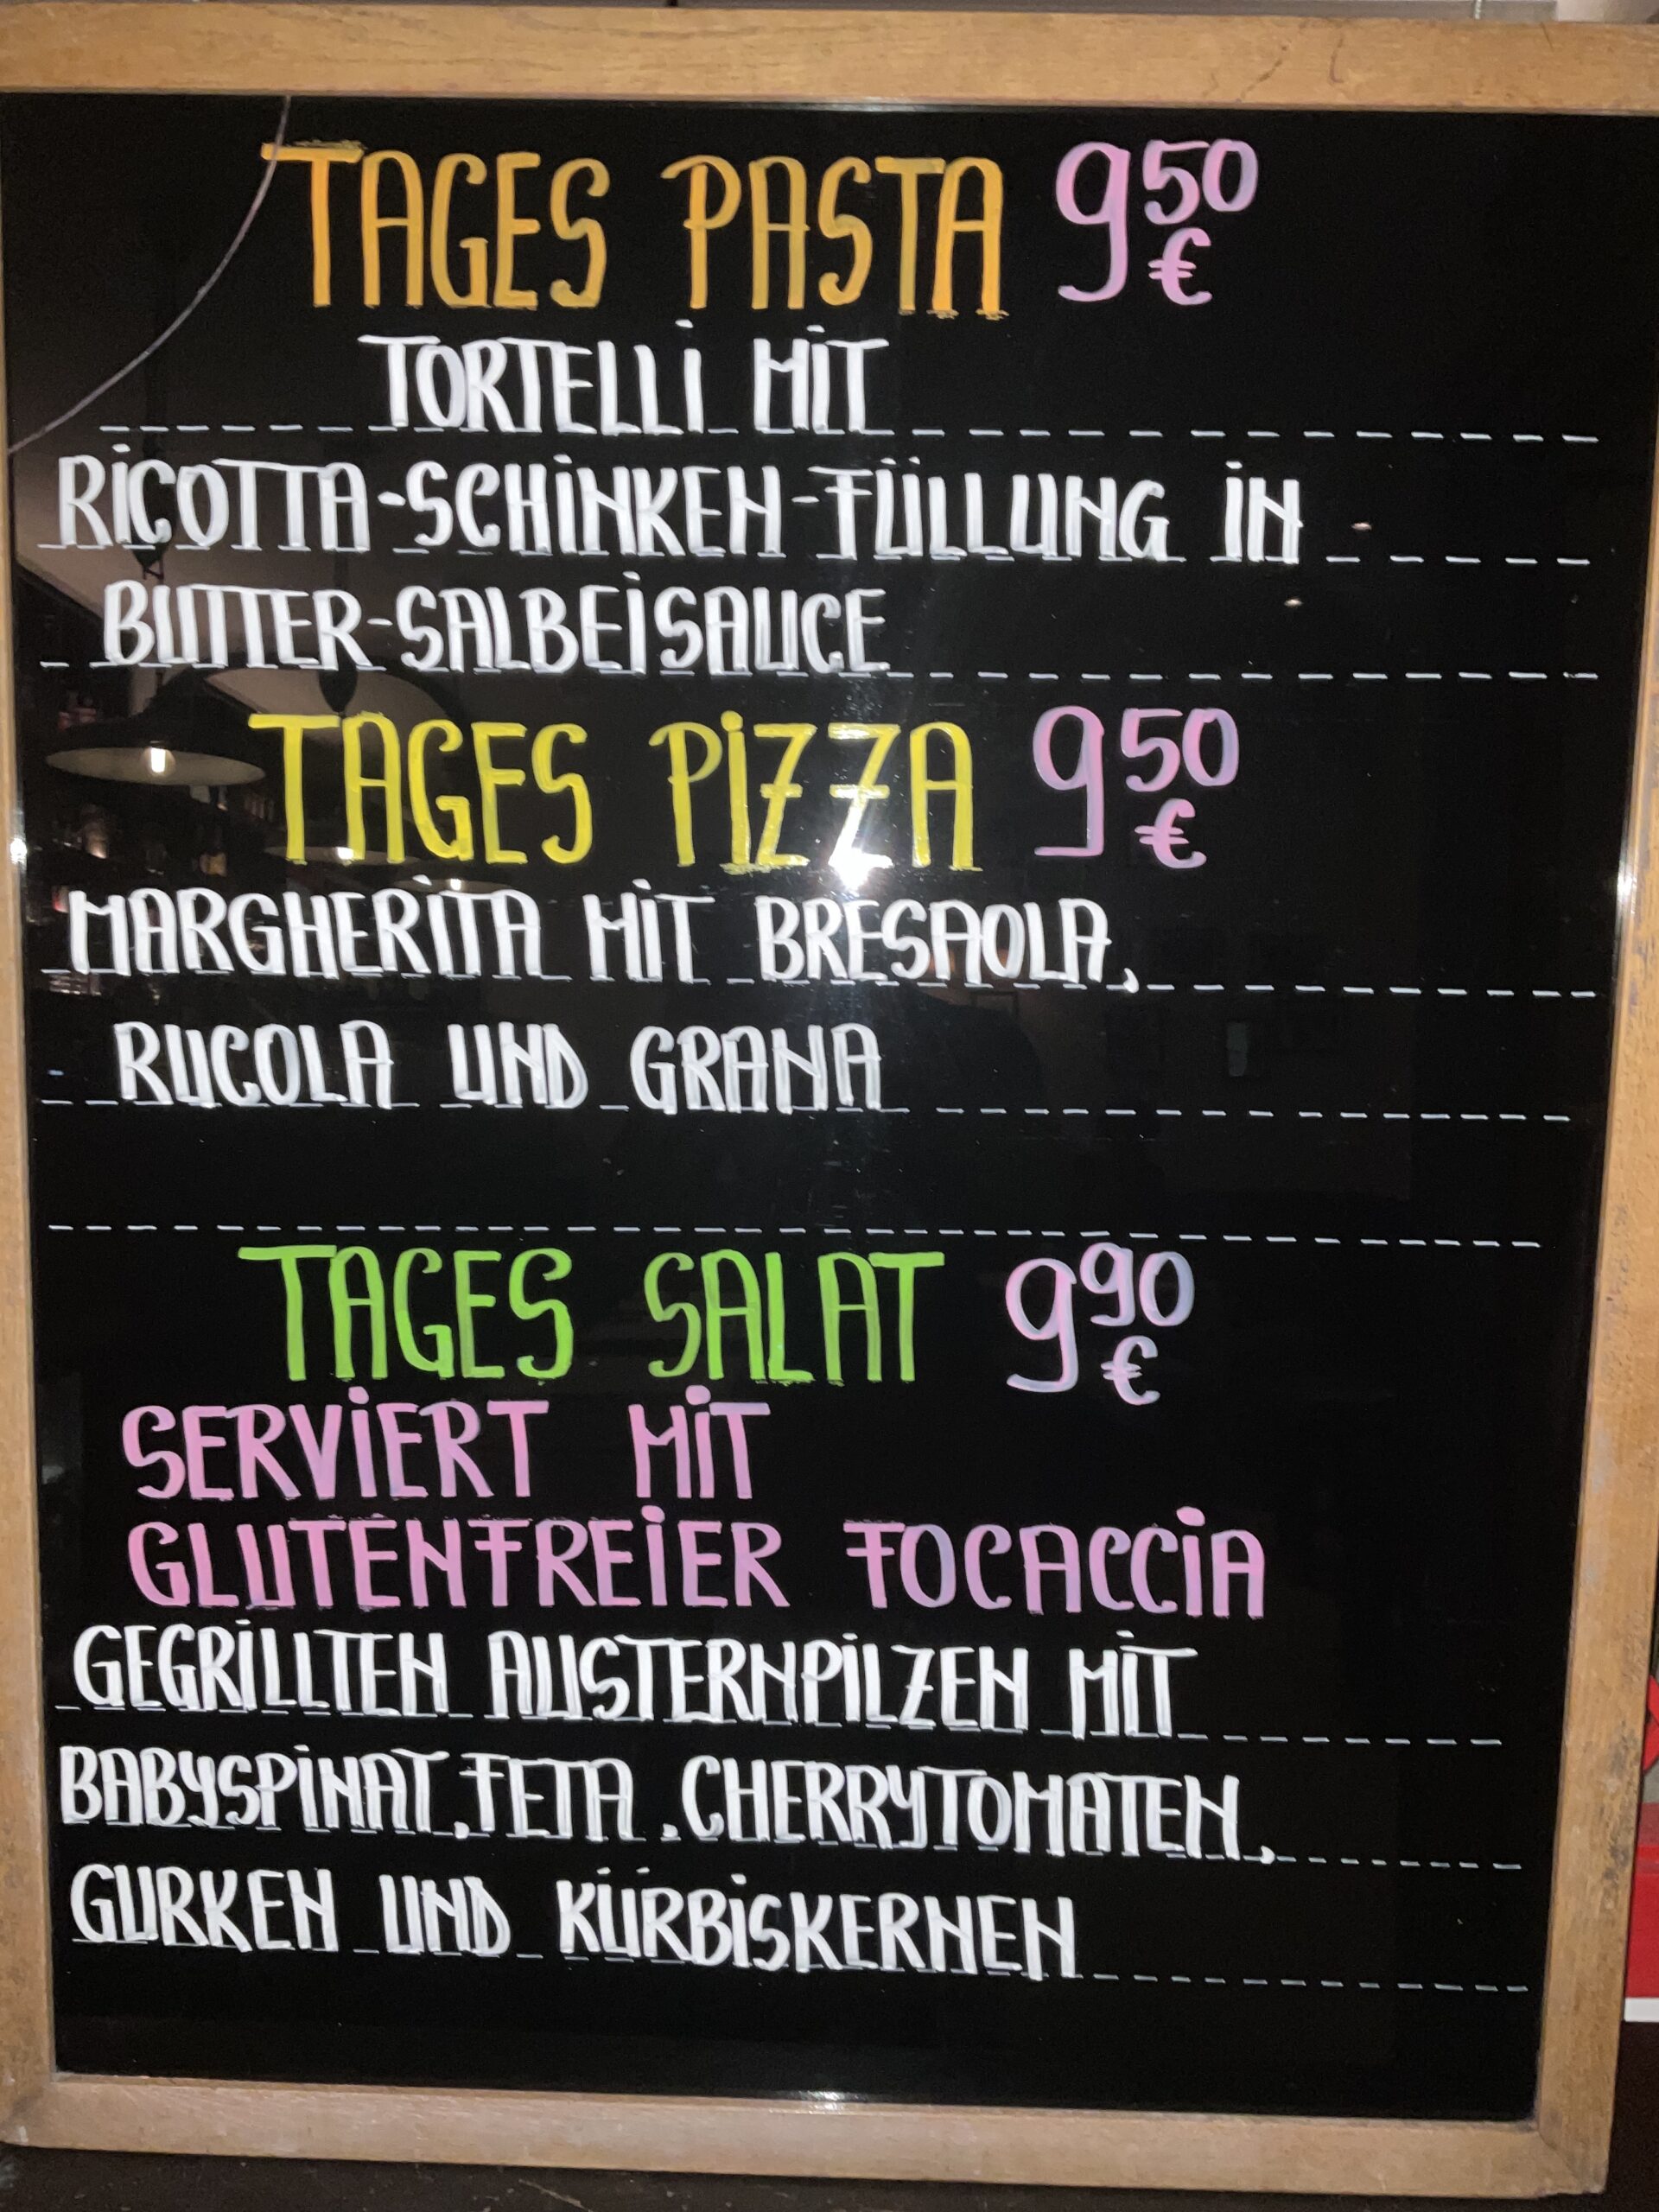 TAGES PASTA 9 50 €
TORTELLI MIT
RICOTTA-SCHINKEN-FÜLLUNG IN
BUTTER-SALBEISAUCE
TAGES PIZZA 9 50 €
MARGHERITA MIT BRESAOLA,
RUCOLA UND GRANA
TAGES SALAT 9 90 €
SERVIERT MIT
GLUTENFREIER FOCACCIA
GEGRILLTEN AUSTERNPILZEN MIT
BABYSPINAT, FETA, CHERRYTOMATEN,
GURKEN UND KÜRBISKERNEN